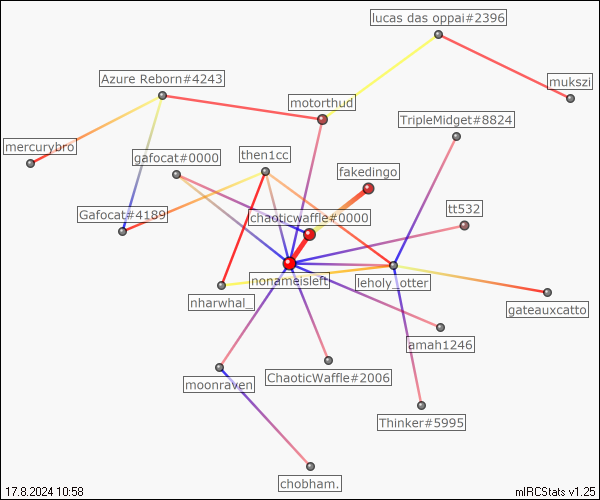 lucas das oppai#2396
Azure Reborn#4243
mukszi
motorthud
TripleMidget#8824
mercurybro
gafocat#0000
then1cc
fakedingo
Gafocat#4189
chaoticwaffle#0000
tt532
nonameisleft
leholy_otter
nharwhal_
gateauxcatto
amah1246
moonraven
ChaoticWaffle#2006
Thinker#5995
chobham.
17.8.2024 10:58
mIRCStats v1.25